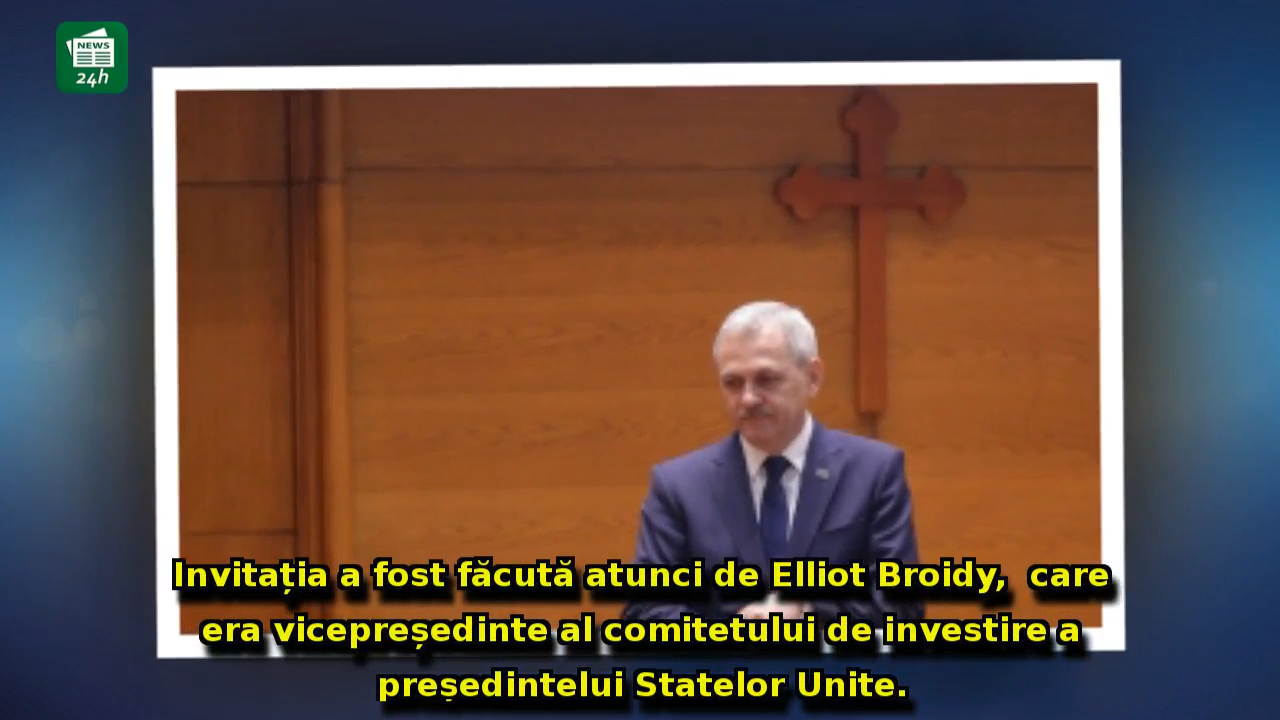 NEWS
24h
Invitația a fost făcută atunci de Elliot Broidy,  care
era vicepreședinte al comitetului de investire a
președintelui Statelor Unite.